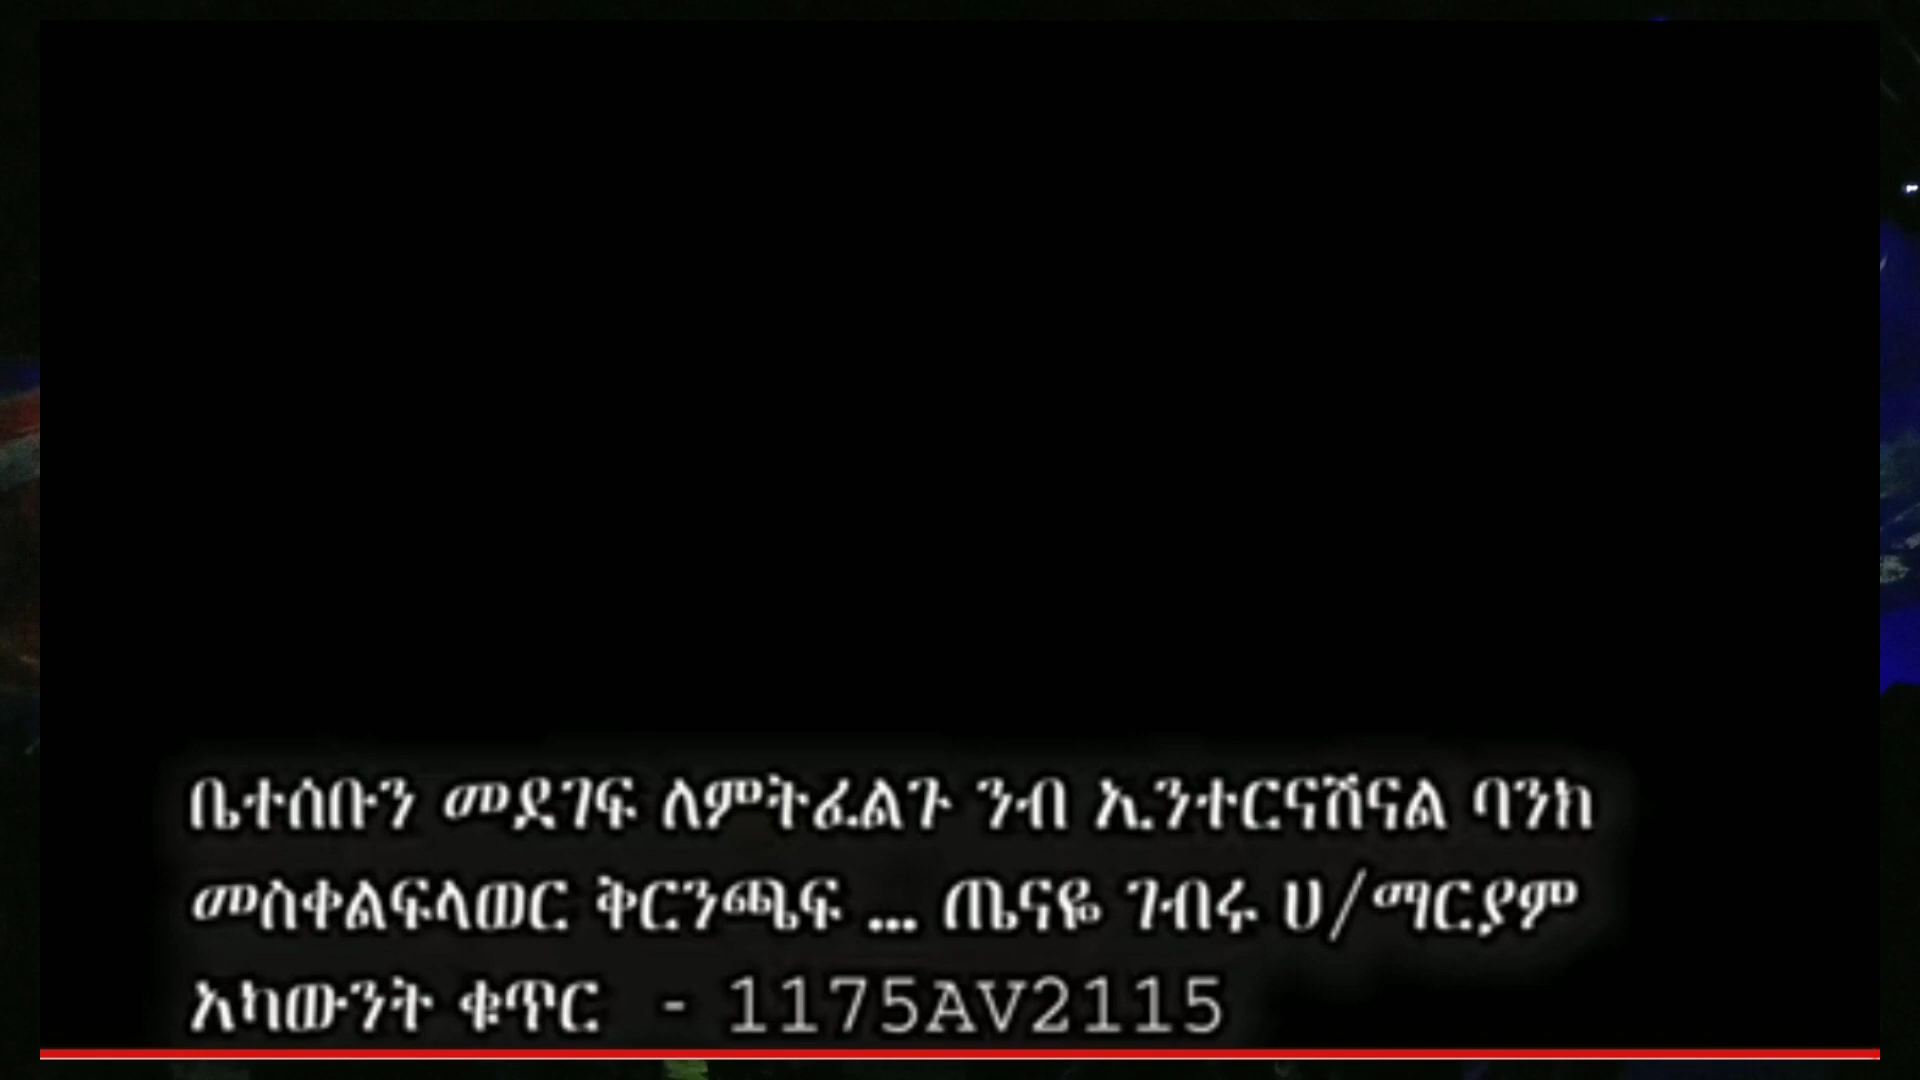 ቤተሰቡን መደገፍ ለምትፈልጉ ንብ ኢንተርናሽናል ባንክ
መስቀልፍላወር ቅርንጫፍ ... ጤናዬ ገብሩ ሀ/ማርያም
አካውንት ቁጥር - 1175AV2115